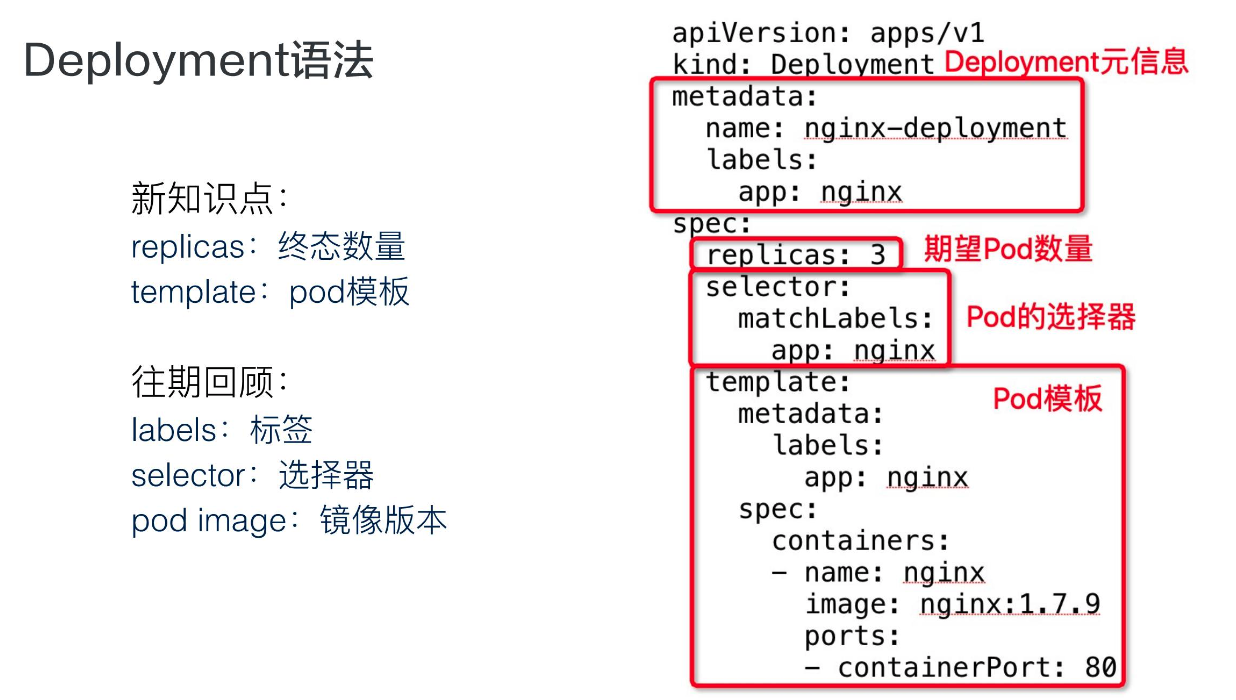 Deployment语法
新知识点：
replicas：终态数量
template：pod模板
往期回顾：
labels：标签
selector：选择器
pod image：镜像版本
apiVersion: apps/v1
kind: Deployment
Deployment元信息
metadata:
  name: nginx-deployment
  labels:
    app: nginx
spec:
  replicas: 3
期望Pod数量
  selector:
    matchLabels:
      app: nginx
Pod的选择器
  template:
Pod模板
    metadata:
      labels:
        app: nginx
    spec:
      containers:
      - name: nginx
        image: nginx:1.7.9
        ports:
        - containerPort: 80